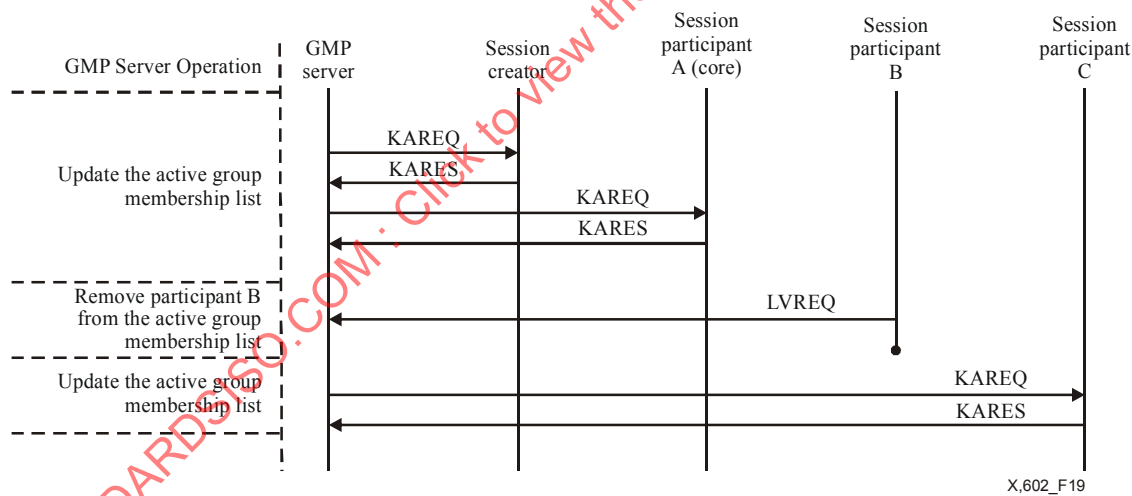 GMP Server Operation
GMP
server
Session
creator
Session
participant
A (core)
Session
participant
B
Session
participant
C
Update the active group
membership list
KAREQ
KARES
KAREQ
KARES
Remove participant B
from the active group
membership list
LVREQ
Update the active group
membership list
KAREQ
KARES
X,602_F19
DARDSISO.COM : Click to view the